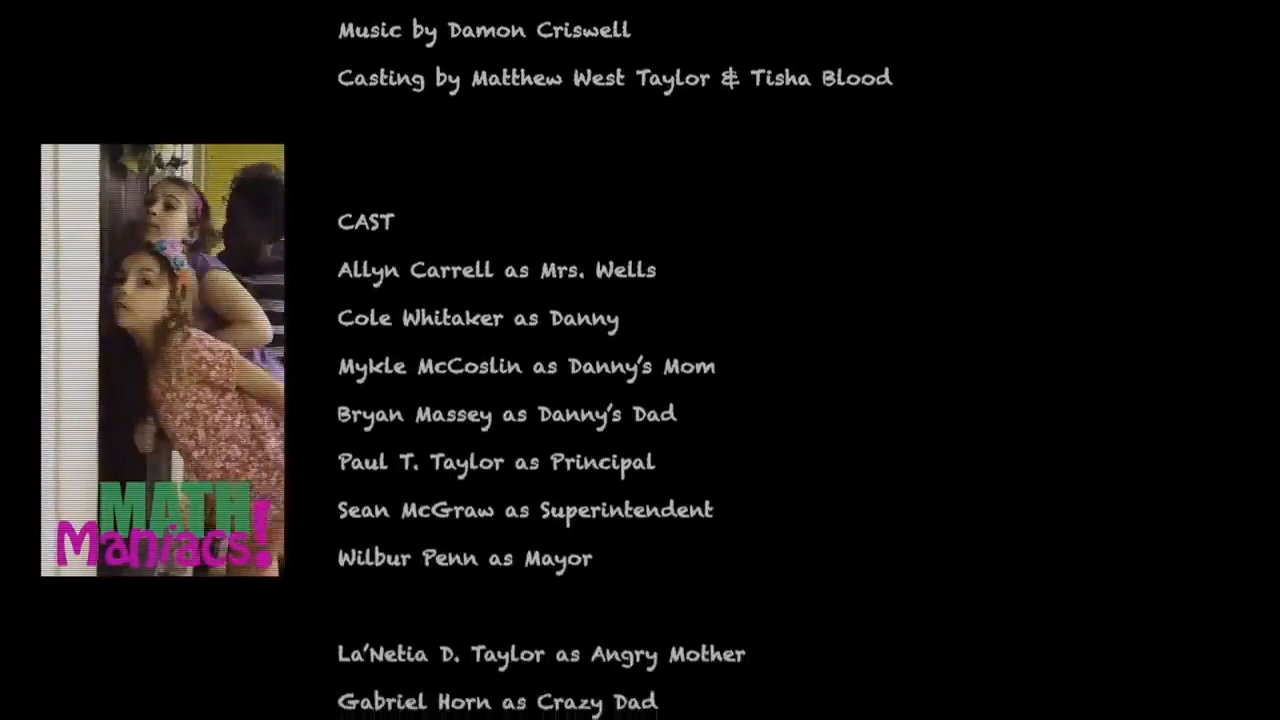 Music by Damon Criswell
Casting by Matthew West Taylor & Tisha Blood
CAST
Allyn Carrell as Mrs. Wells
Cole Whitaker as Danny
Mykle McCoslin as Danny's Mom
Bryan Massey as Danny's Dad
Paul T. Taylor as Principal
Sean McGraw as Superintendent
Wilbur Penn as Mayor
La'Netia D. Taylor as Angry Mother
Gabriel Horn as Crazy Dad
MATH
Maniacs!